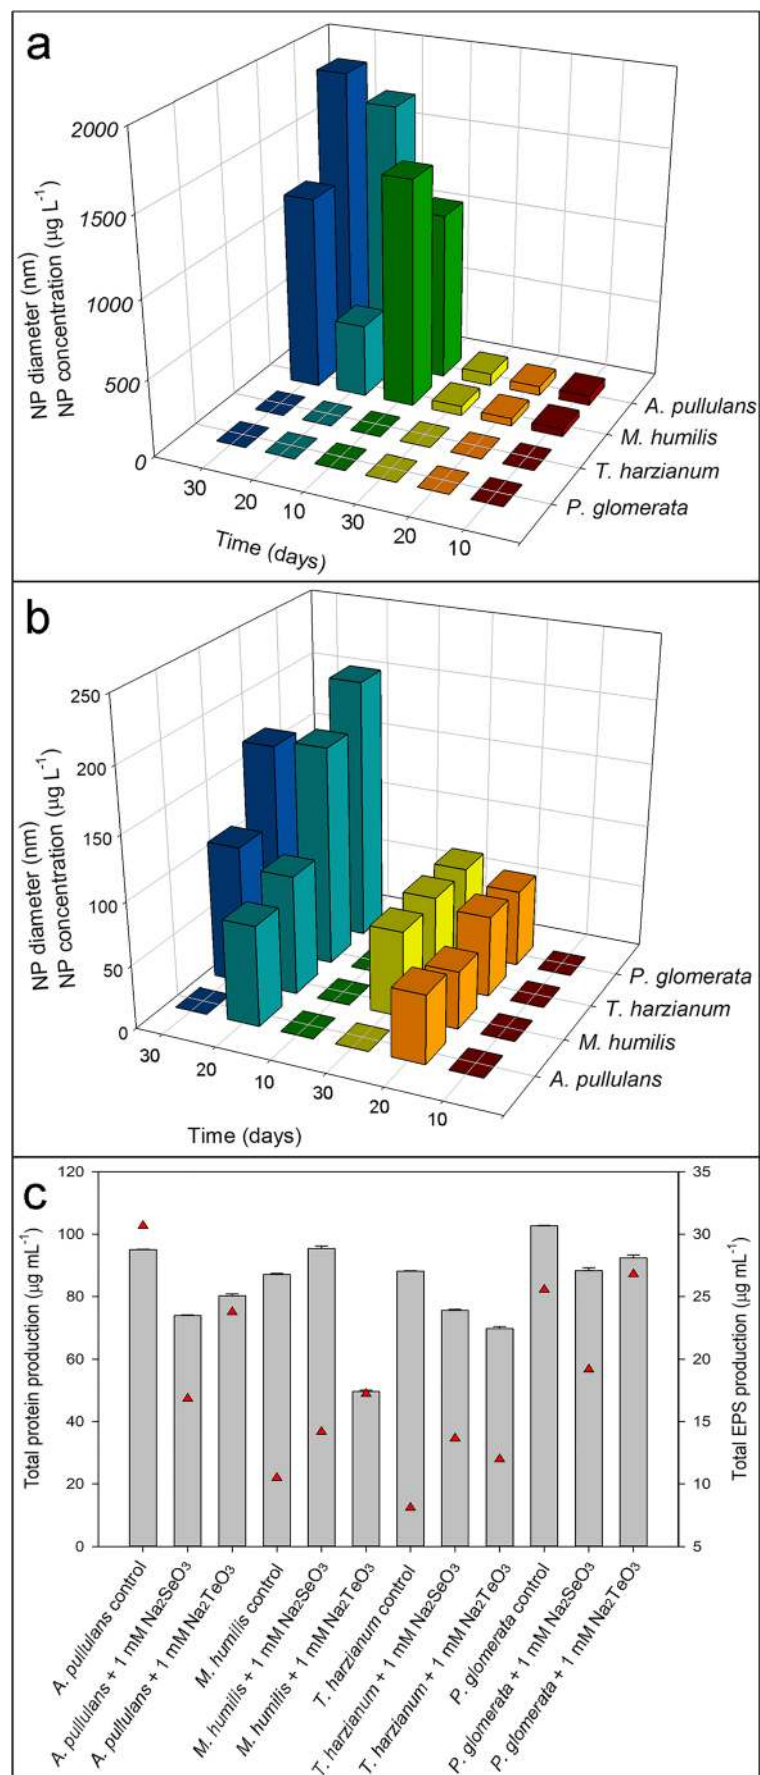 a
2000
1500
1000
500
0
NP diameter (nm)
NP concentration (µg L-1)
30
20
10
30
20
10
Time (days)
A. pullulans
M. humilis
T. harzianum
P. glomerata
b
250
200
150
100
50
0
NP diameter (nm)
NP concentration (µg L-1)
30
20
10
30
20
10
Time (days)
P. glomerata
T. harzianum
M. humilis
A. pullulans
c
120
100
80
60
40
20
0
Total protein production (µg mL-1)
35
30
25
20
15
10
5
Total EPS production (µg mL-1)
A. pullulans control
A. pullulans + 1 mM Na2SeO3
A. pullulans + 1 mM Na2TeO3
M. humilis control
M. humilis + 1 mM Na2SeO3
M. humilis + 1 mM Na2TeO3
T. harzianum control
T. harzianum + 1 mM Na2SeO3
T. harzianum + 1 mM Na2TeO3
P. glomerata control
P. glomerata + 1 mM Na2SeO3
P. glomerata + 1 mM Na2TeO3